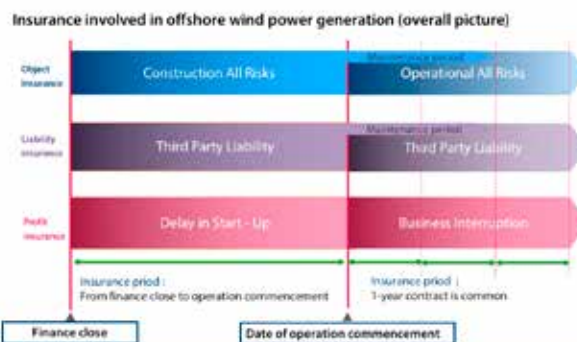 Insurance involved in offshore wind power generation (overall picture)
Object
Insurance
Construction All Risks
Maintenance period
Operational All Risks
Liability
Insurance
Third Party Liability
Maintenance period
Third Party Liability
Profit
Insurance
Delay in Start - Up
Business Interruption
Insurance priod :
From finance close to operation commencement
Insurance priod :
1-year contract is common
Finance close
Date of operation commencement